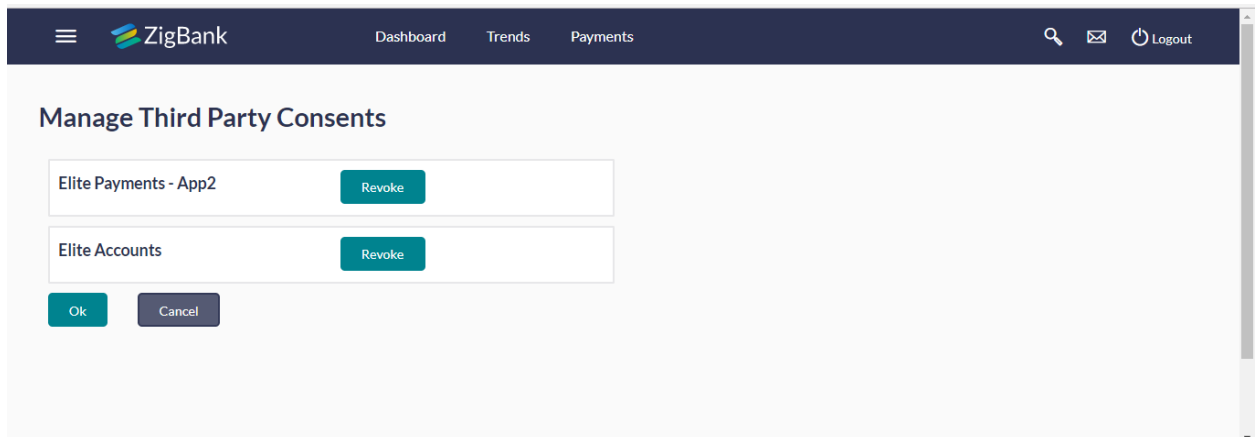 ZigBank Dashboard Trends Payments Logout
Manage Third Party Consents
Elite Payments - App2 Revoke
Elite Accounts Revoke
Ok Cancel